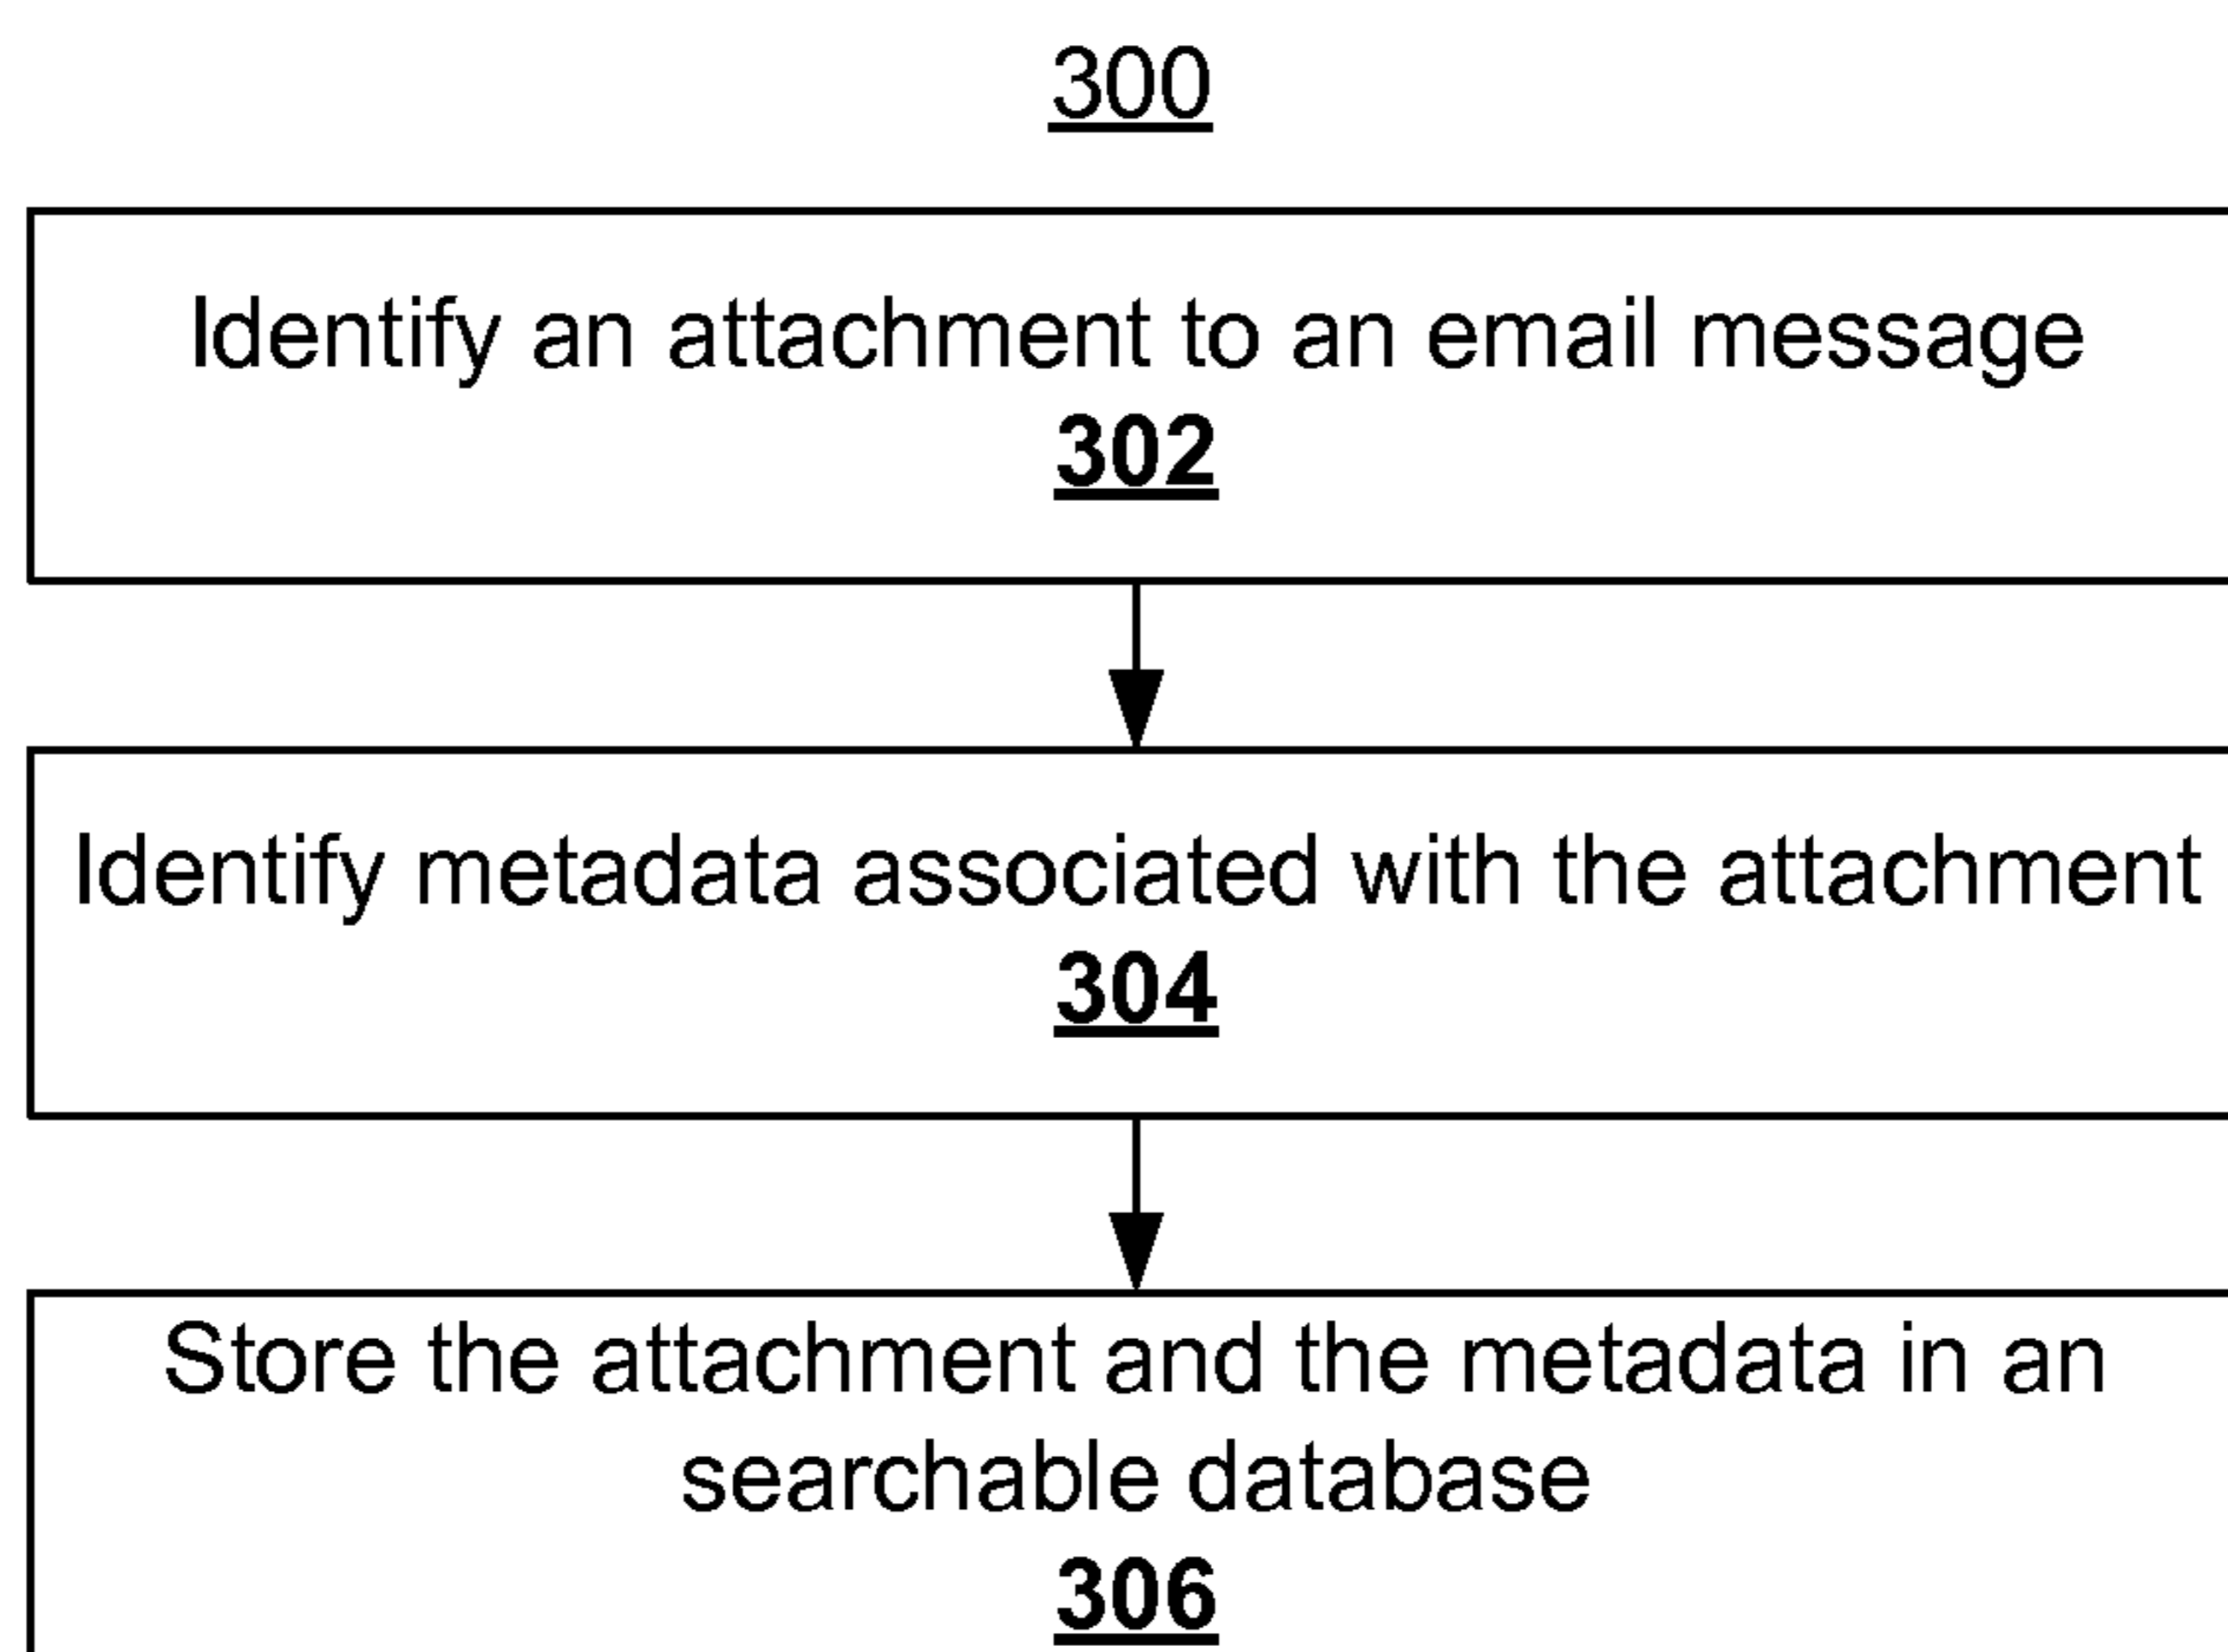 300
Identify an attachment to an email message
302
Identify metadata associated with the attachment
304
Store the attachment and the metadata in an
searchable database
306